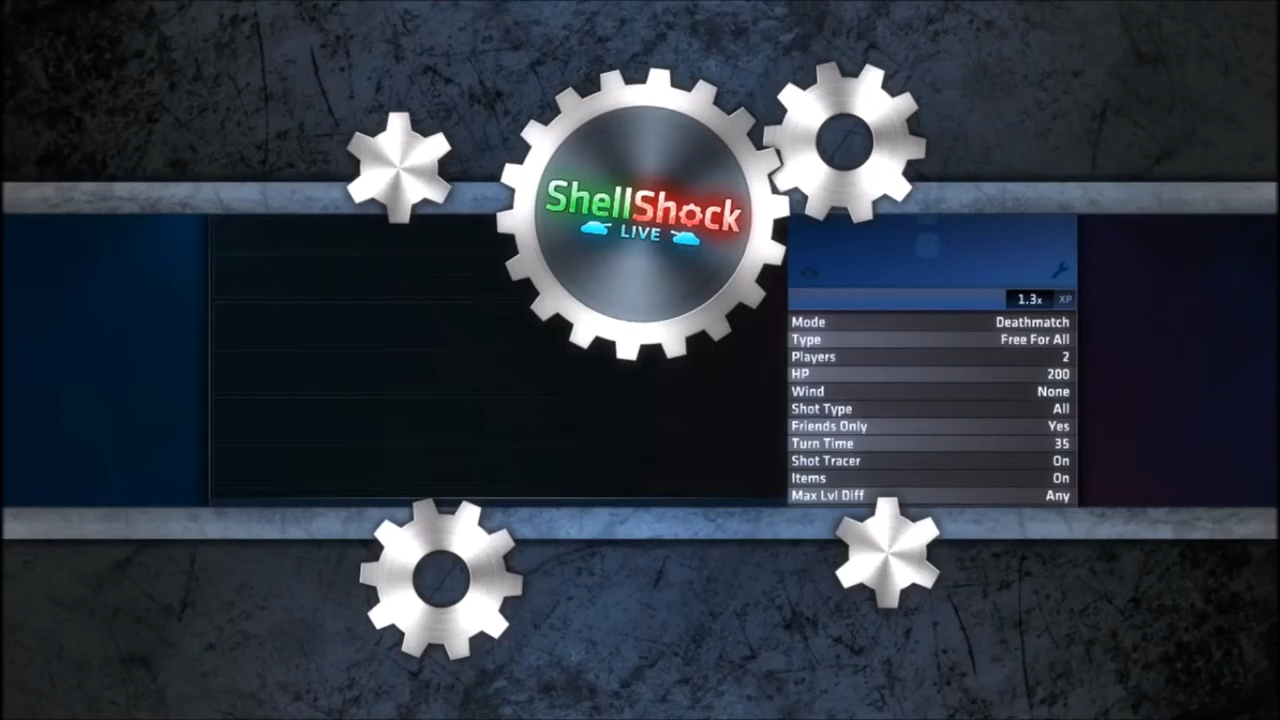 ShellShock
LIVE
1.3x XP
Mode Deathmatch
Type Free For All
Players 2
HP 200
Wind None
Shot Type All
Friends Only Yes
Turn Time 35
Shot Tracer On
Items On
Max Lvl Diff Any